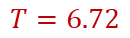 T = 6.72